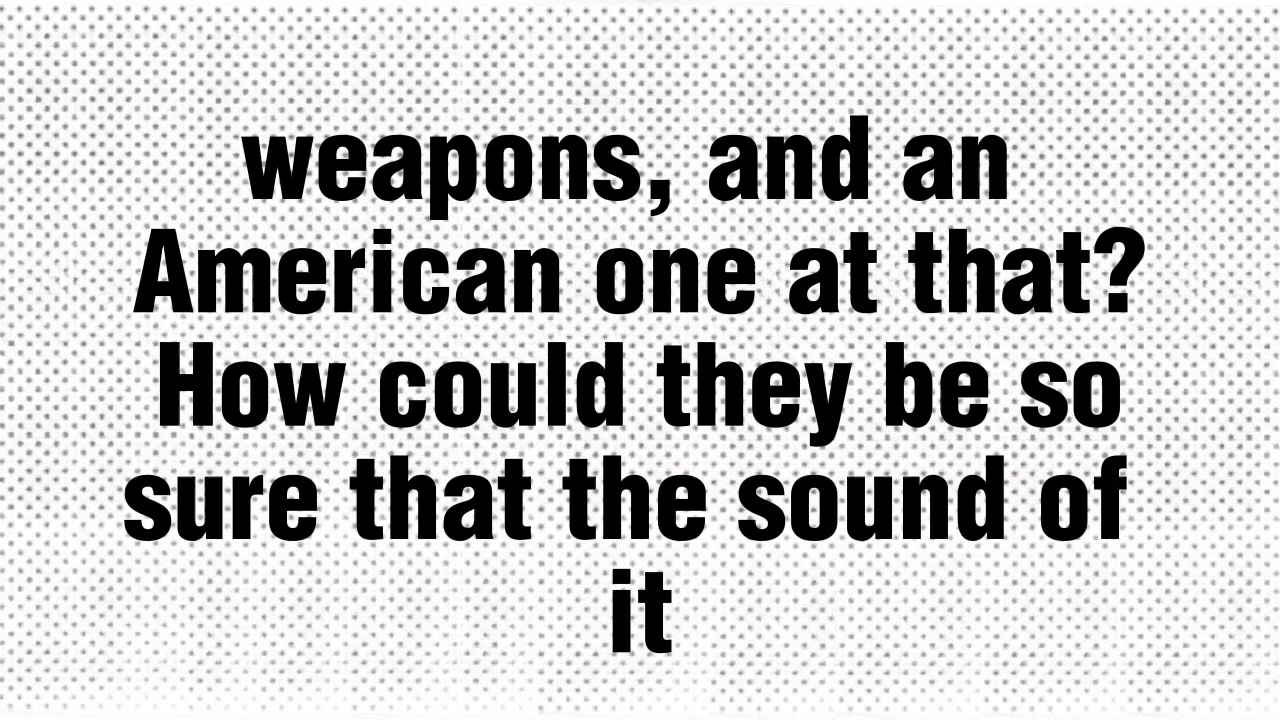 weapons, and an
American one at that?
How could they be so
sure that the sound of
it